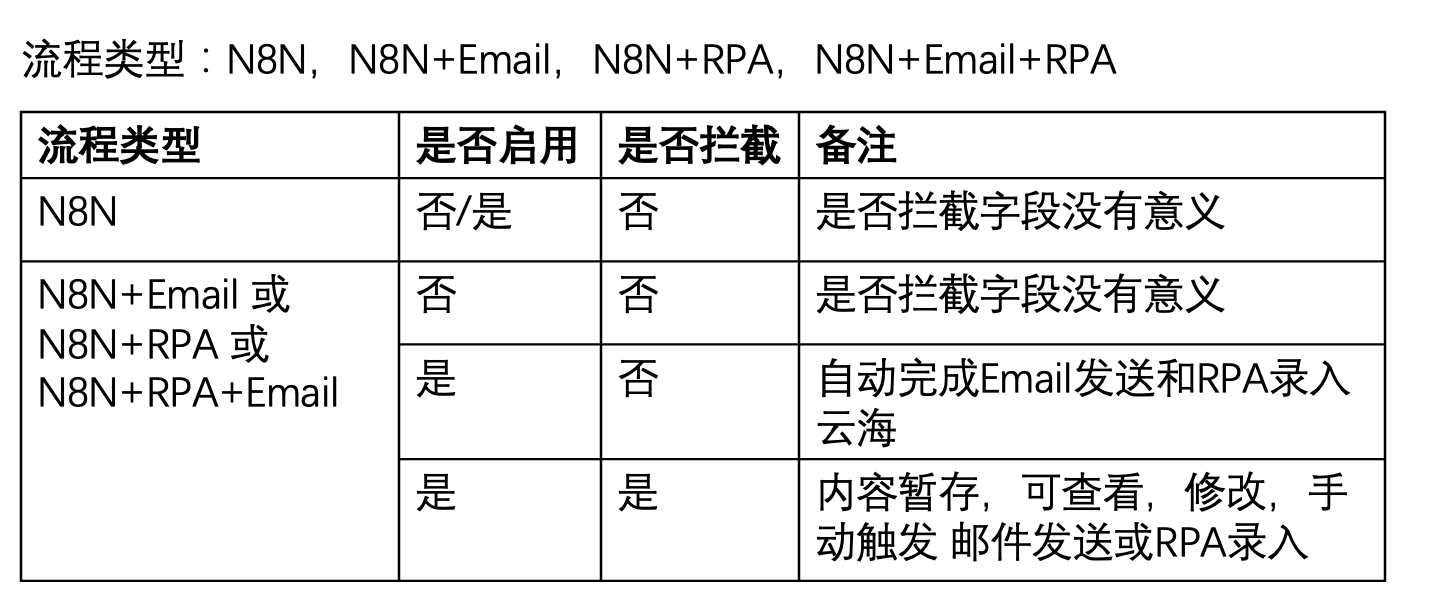 流程类型：N8N，N8N+Email，N8N+RPA，N8N+Email+RPA
流程类型 是否启用 是否拦截 备注
N8N 否/是 否 是否拦截字段没有意义
N8N+Email 或 否 否 是否拦截字段没有意义
N8N+RPA 或
N8N+RPA+Email 是 否 自动完成Email发送和RPA录入
云海
是 是 内容暂存，可查看，修改，手
动触发 邮件发送或RPA录入